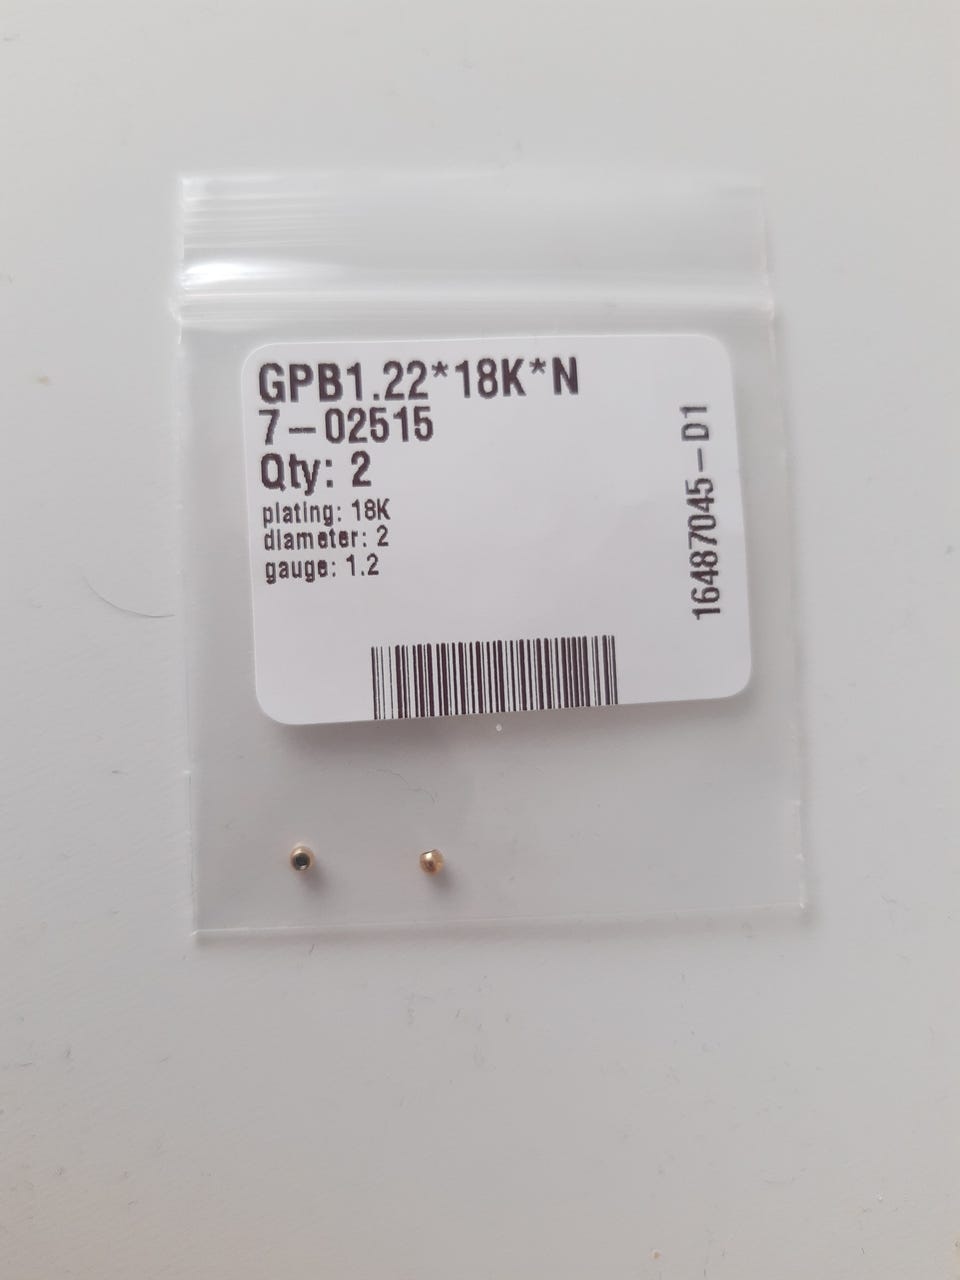 GPB1.22*18K*N
7-02515
Qty: 2
plating: 18K
diameter: 2
gauge: 1.2
16487045-D1